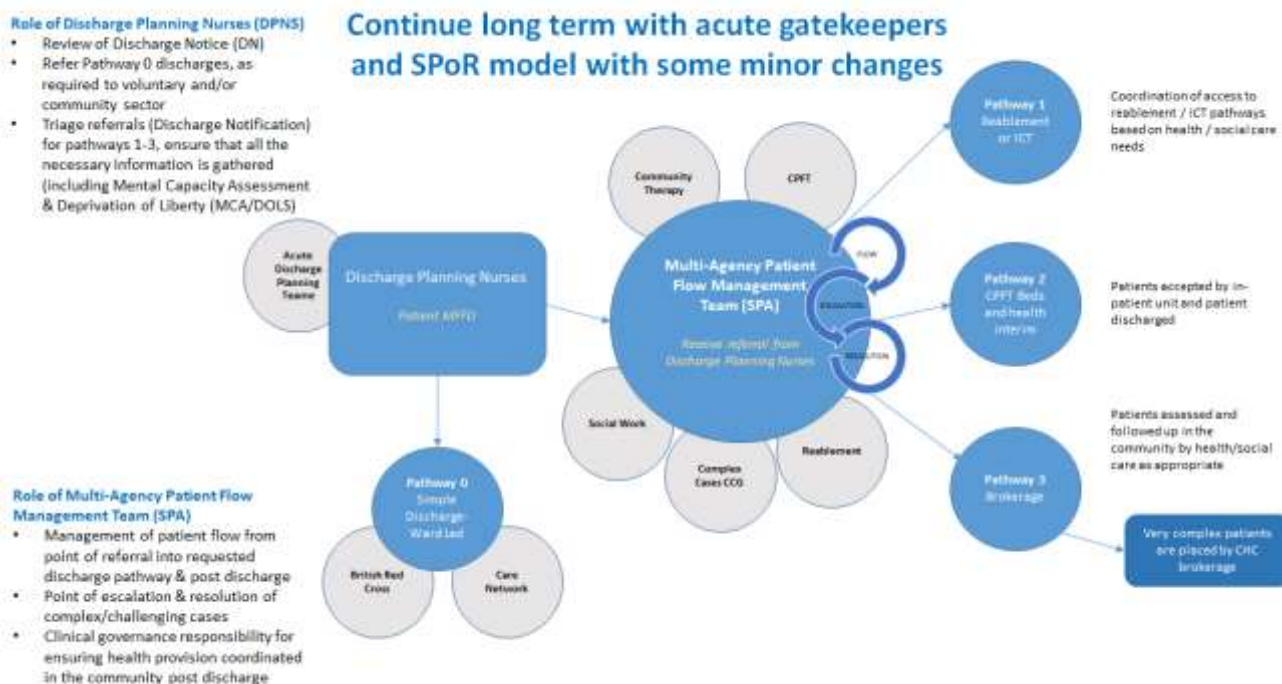 Continue long term with acute gatekeepers
and SPoR model with some minor changes
Role of Discharge Planning Nurses (DPNS)
• Review of Discharge Notice (DN)
• Refer Pathway 0 discharges, as
required to voluntary and/or
community sector
• Triage referrals (Discharge Notification)
for pathways 1-3, ensure that all the
necessary information is gathered
(including Mental Capacity Assessment
& Deprivation of Liberty (MCA/DOLS)
Acute
Discharge
Planning
Teams
Discharge Planning Nurses
Patient MFFD
Pathway 0
Simple
Discharge-
Ward Led
British Red
Cross
Care
Network
Community
Therapy
CPFT
Multi-Agency Patient
Flow Management
Team (SPA)
Receive referral from
Discharge Planning Nurses
FLOW
ESCALATION
RESOLUTION
Social Work
Complex
Cases CCG
Reablement
Pathway 1
Reablement
or ICT
Coordination of access to
reablement / ICT pathways
based on health / social care
needs
Pathway 2
CPFT Beds
and health
interim
Patients accepted by in-
patient unit and patient
discharged
Pathway 3
Brokerage
Patients assessed and
followed up in the
community by health/social
care as appropriate
Very complex patients
are placed by CHC
brokerage
Role of Multi-Agency Patient Flow
Management Team (SPA)
• Management of patient flow from
point of referral into requested
discharge pathway & post discharge
• Point of escalation & resolution of
complex/challenging cases
• Clinical governance responsibility for
ensuring health provision coordinated
in the community post discharge